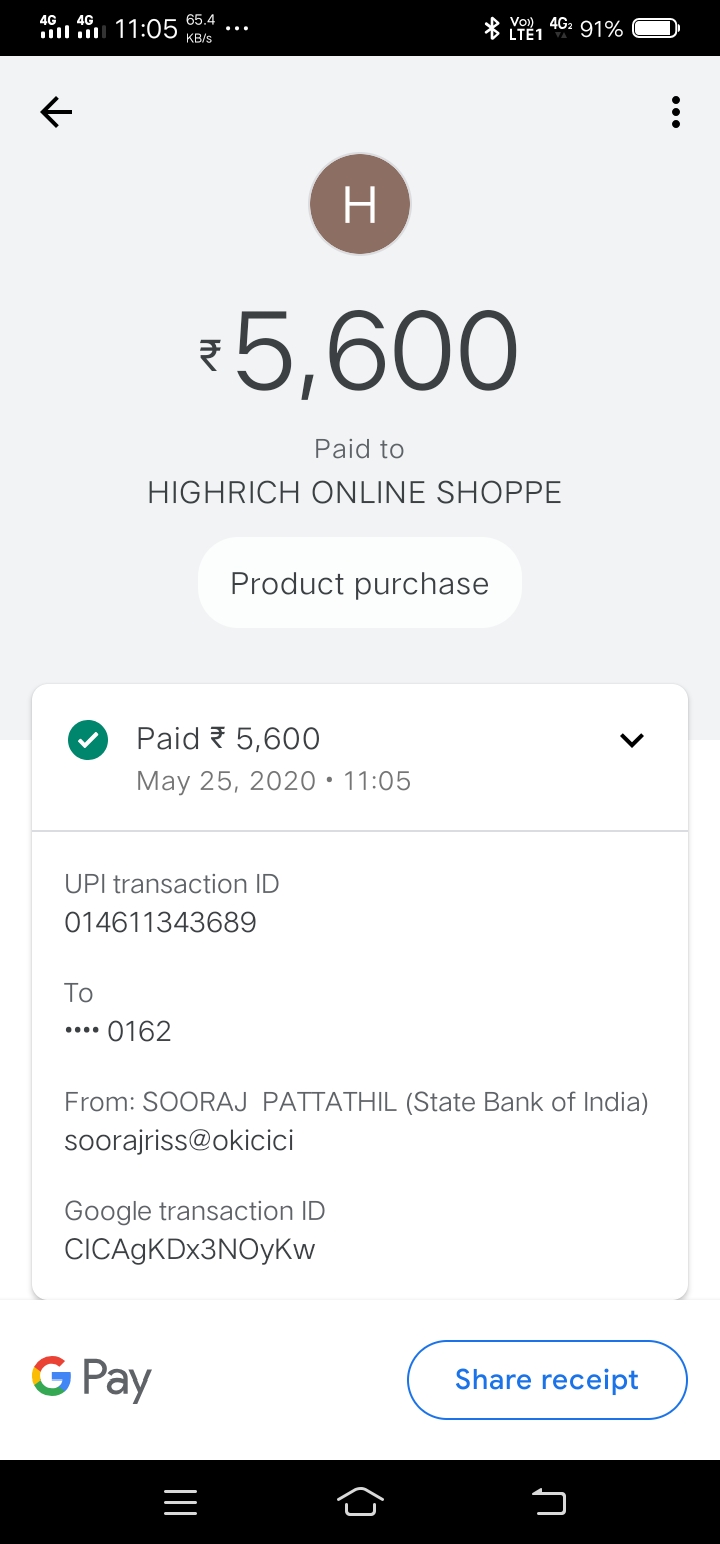 4G 4G 11:05 65.4 KB/s ... Vo)) LTE1 4G2 91%
H
₹5,600
Paid to
HIGHRICH ONLINE SHOPPE
Product purchase
Paid ₹ 5,600
May 25, 2020 • 11:05
UPI transaction ID
014611343689
To
•••• 0162
From: SOORAJ PATTATHIL (State Bank of India)
soorajriss@okicici
Google transaction ID
CICAgKDx3NOyKw
G Pay
Share receipt